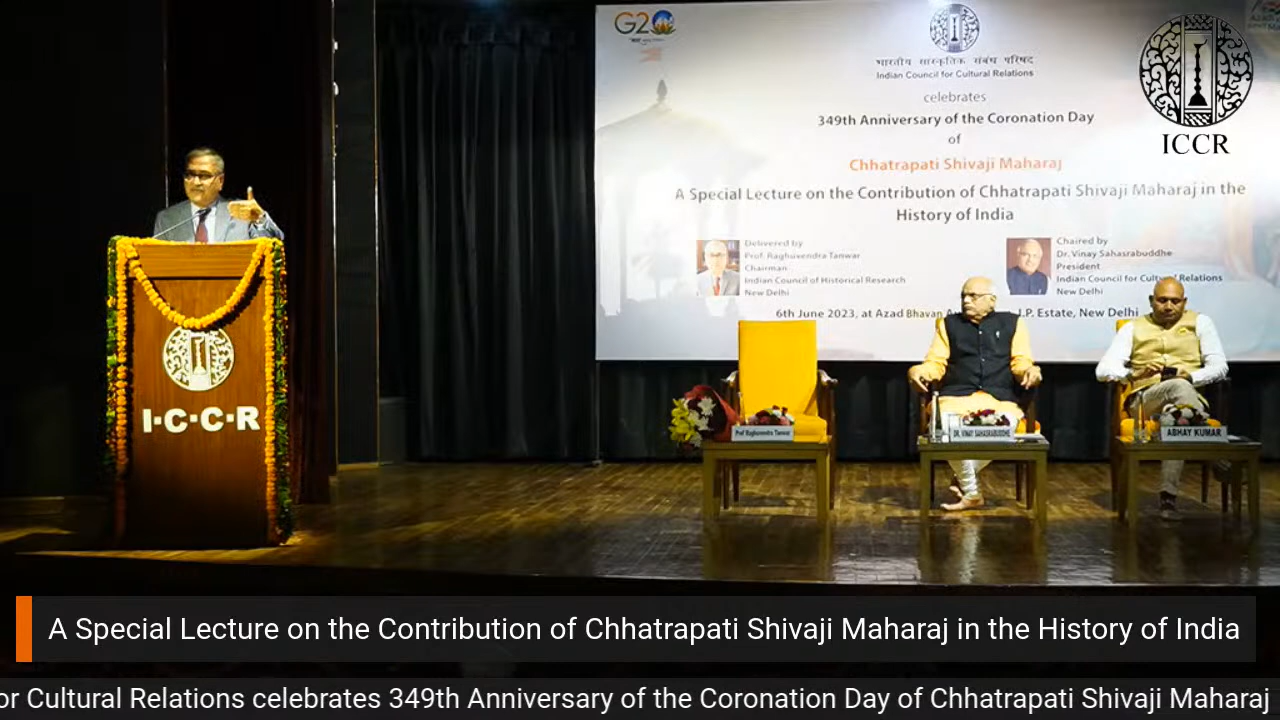 G20
भारतीय सांस्कृतिक संबंध परिषद
Indian Council for Cultural Relations
celebrates
349th Anniversary of the Coronation Day
of
Chhatrapati Shivaji Maharaj
A Special Lecture on the Contribution of Chhatrapati Shivaji Maharaj in the
History of India
Delivered by
Prof. Raghuvendra Tanwar
Chairman
Indian Council of Historical Research
New Delhi
Chaired by
Dr. Vinay Sahasrabuddhe
President
Indian Council for Cultural Relations
New Delhi
6th June 2023, at Azad Bhavan J.P. Estate, New Delhi
ICCR
I·C·C·R
Prof Raghuvendra Tanwar
DR. VINAY SAHASRABUDDHE
ABHAY KUMAR
A Special Lecture on the Contribution of Chhatrapati Shivaji Maharaj in the History of India
or Cultural Relations celebrates 349th Anniversary of the Coronation Day of Chhatrapati Shivaji Maharaj